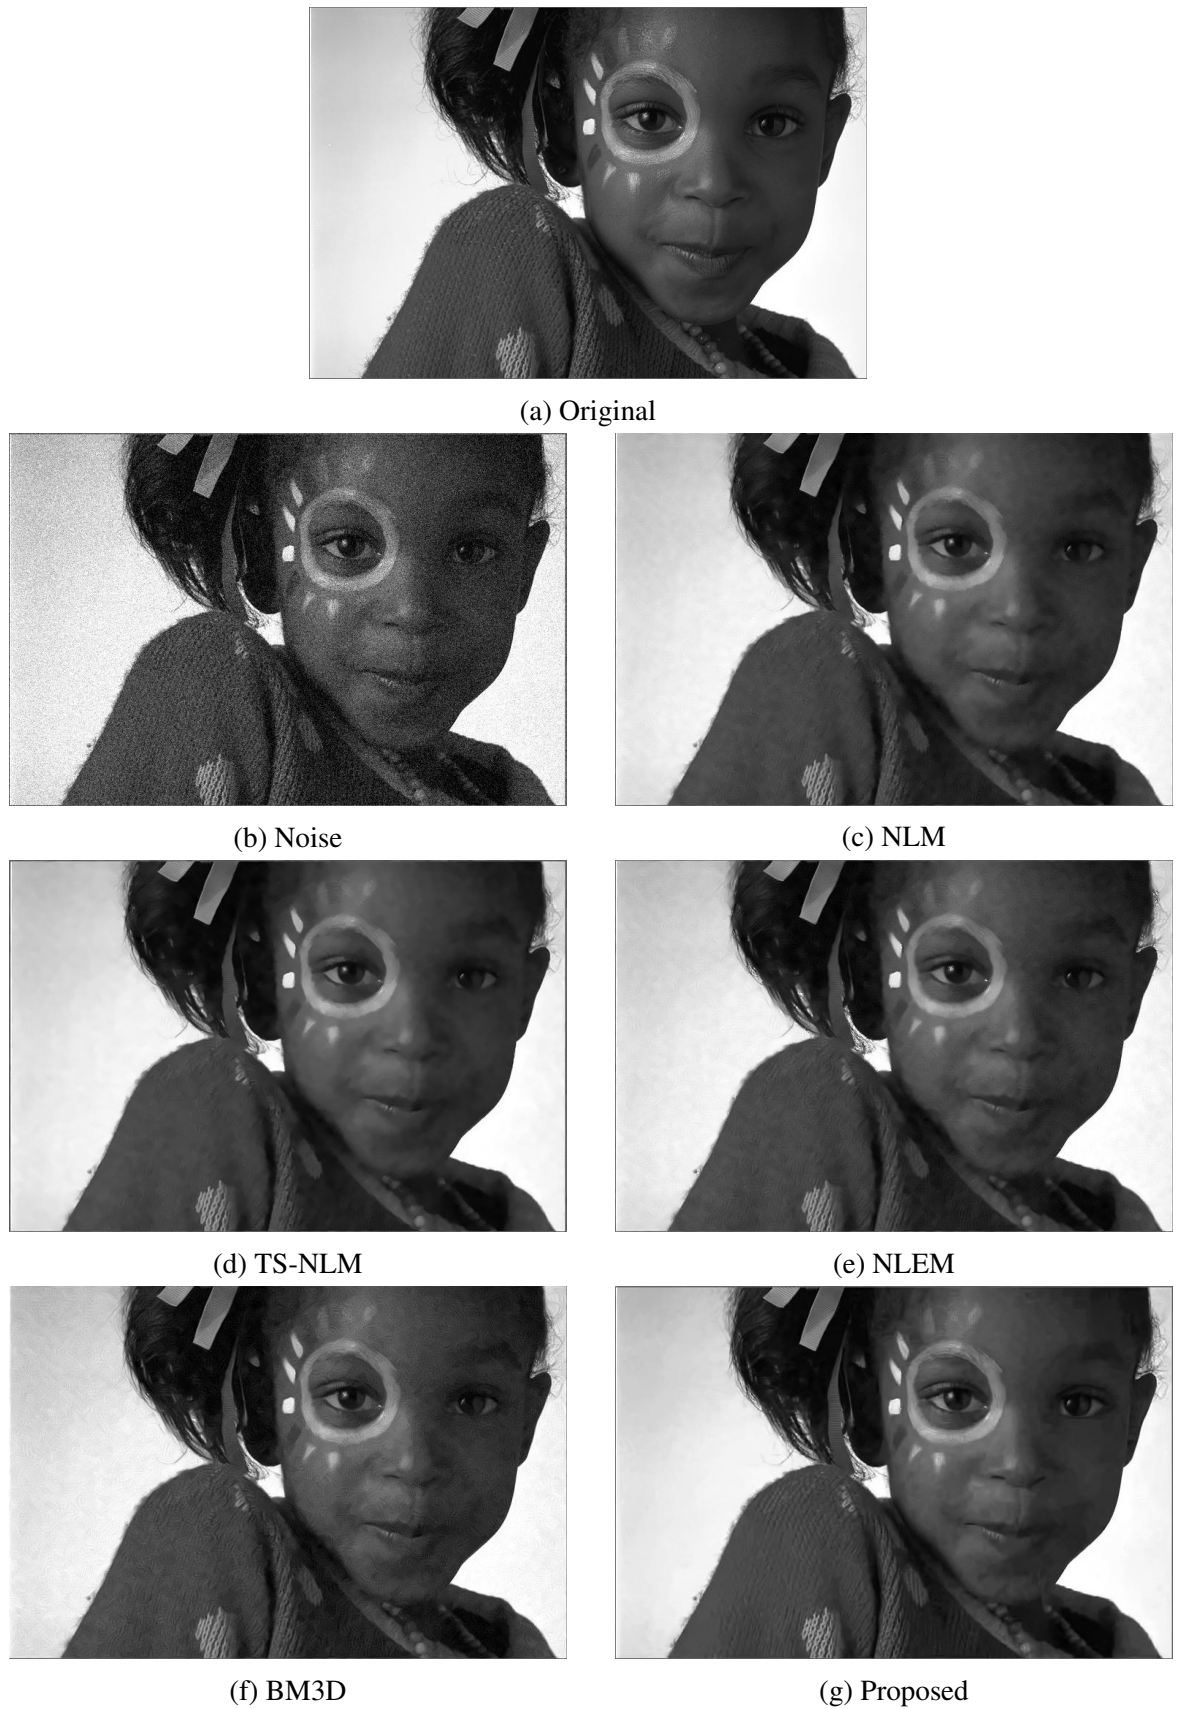 (a) Original
(b) Noise
(c) NLM
(d) TS-NLM
(e) NLEM
(f) BM3D
(g) Proposed